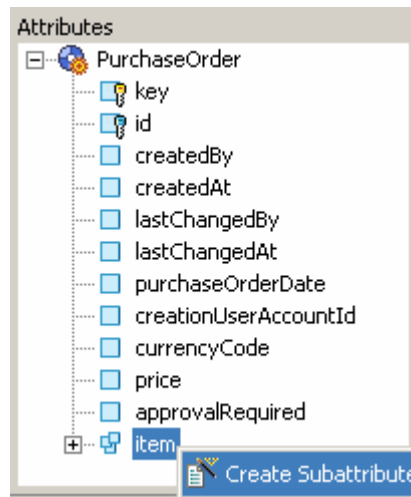 Attributes
PurchaseOrder
key
id
createdBy
createdAt
lastChangedBy
lastChangedAt
purchaseOrderDate
creationUserAccountId
currencyCode
price
approvalRequired
item
Create Subattribute